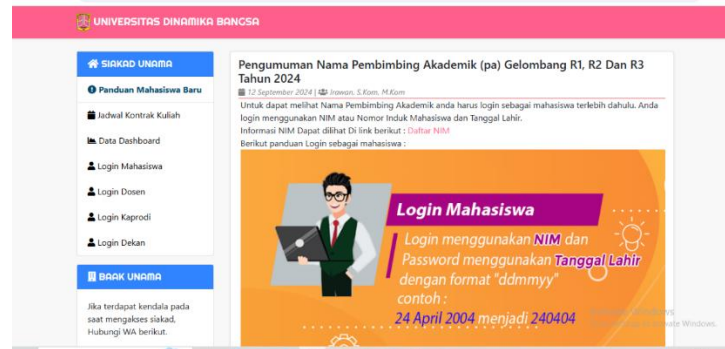 UNIVERSITAS DINAMIKA BANGSA
SIAKAD UNAMA
Panduan Mahasiswa Baru
Jadwal Kontrak Kuliah
Data Dashboard
Login Mahasiswa
Login Dosen
Login Kaprodi
Login Dekan
BAAK UNAMA
Jika terdapat kendala pada
saat mengakses siakad,
Hubungi WA berikut.
Pengumuman Nama Pembimbing Akademik (pa) Gelombang R1, R2 Dan R3
Tahun 2024
12 September 2024 | Irawan, S.Kom, M.Kom
Untuk dapat melihat Nama Pembimbing Akademik anda harus login sebagai mahasiswa terlebih dahulu. Anda
login menggunakan NIM atau Nomor Induk Mahasiswa dan Tanggal Lahir.
Informasi NIM Dapat dilihat Di link berikut : Daftar NIM
Berikut panduan Login sebagai mahasiswa :
Login Mahasiswa
Login menggunakan NIM dan
Password menggunakan Tanggal Lahir
dengan format "ddmmyy"
contoh :
24 April 2004 menjadi 240404
Windows
Windows.